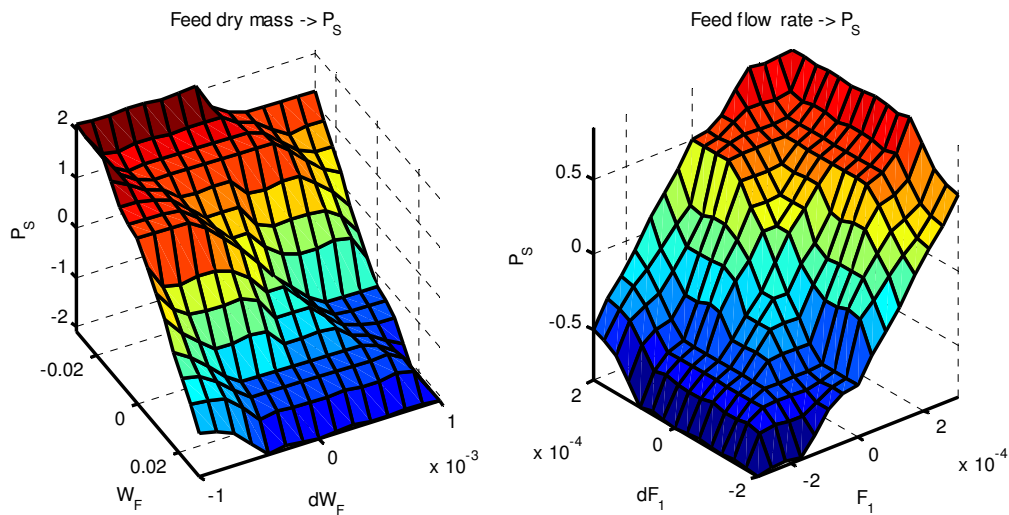 Feed dry mass -> P_S
2
1
0
-1
-2
P_S
-0.02
0
0.02
W_F
-1
0
1
x 10^-3
dW_F
Feed flow rate -> P_S
0.5
0
-0.5
P_S
2
0
-2
x 10^-4
dF_1
-2
0
2
x 10^-4
F_1